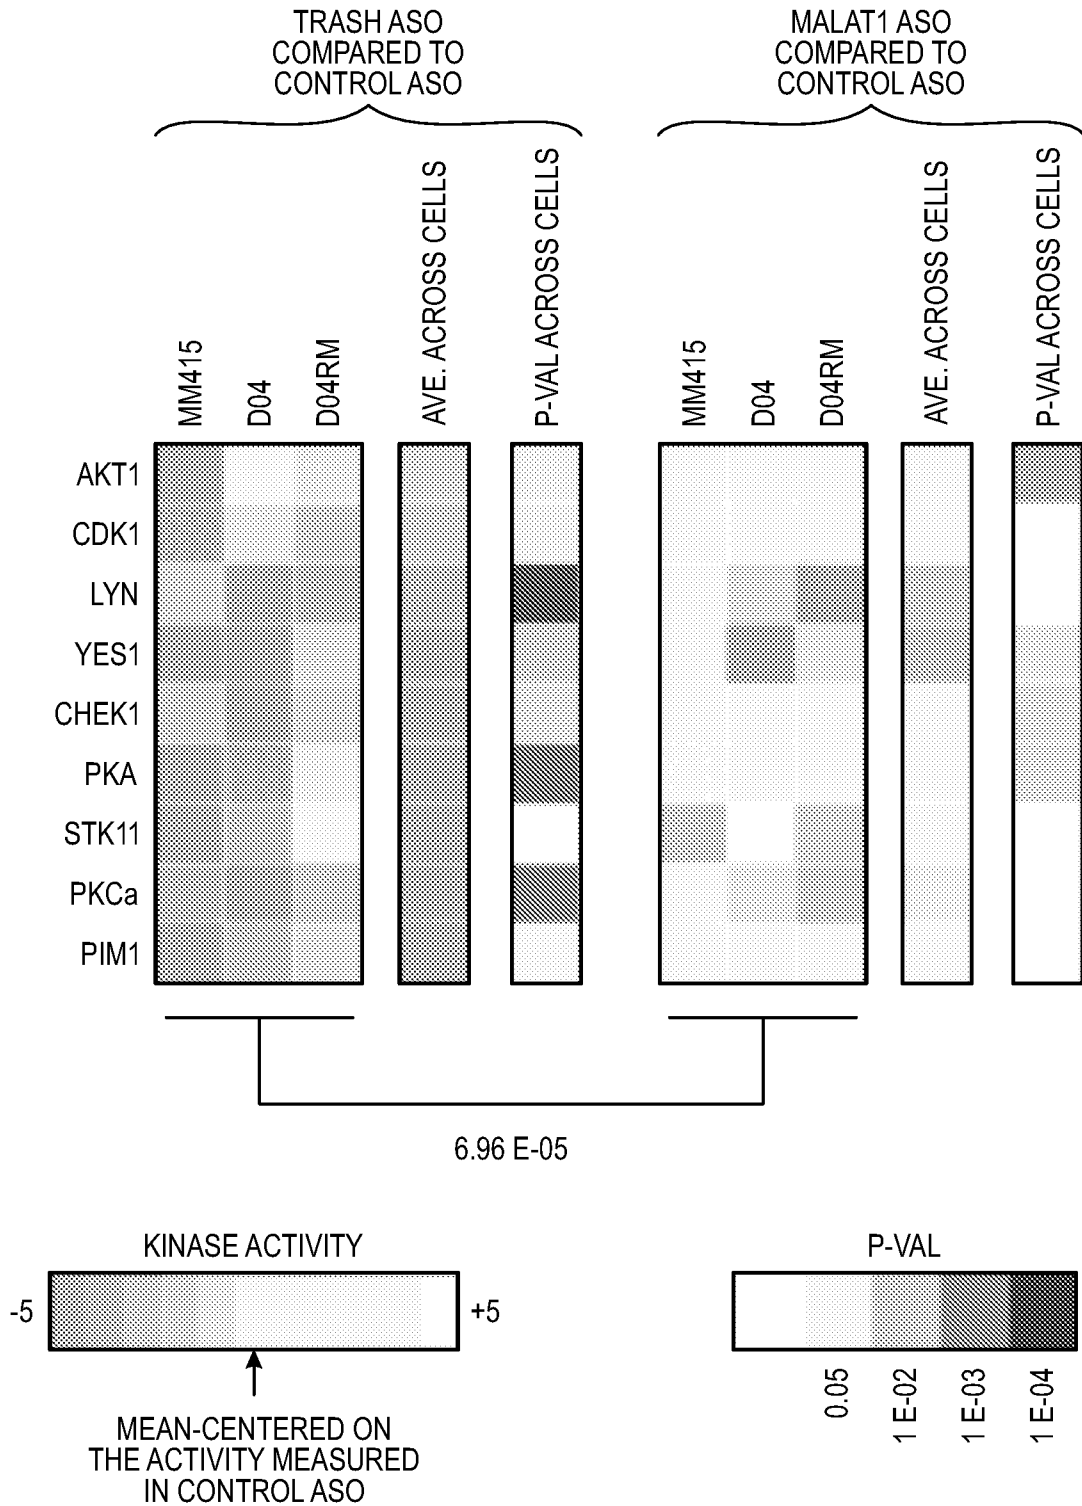 TRASH ASO
COMPARED TO
CONTROL ASO
MALAT1 ASO
COMPARED TO
CONTROL ASO
MM415
D04
D04RM
AVE. ACROSS CELLS
P-VAL ACROSS CELLS
MM415
D04
D04RM
AVE. ACROSS CELLS
P-VAL ACROSS CELLS
AKT1
CDK1
LYN
YES1
CHEK1
PKA
STK11
PKCa
PIM1
6.96 E-05
KINASE ACTIVITY
-5
+5
MEAN-CENTERED ON
THE ACTIVITY MEASURED
IN CONTROL ASO
P-VAL
0.05
1 E-02
1 E-03
1 E-04